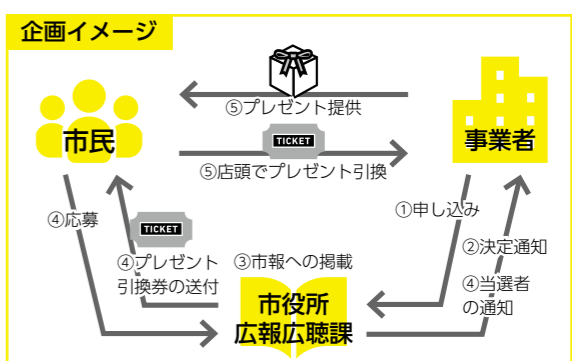 企画イメージ
⑤プレゼント提供
市民
事業者
TICKET
⑤店頭でプレゼント引換
④応募
①申し込み
TICKET
②決定通知
④プレゼント
引換券の送付
③市報への掲載
④当選者
の通知
市役所
広報広聴課